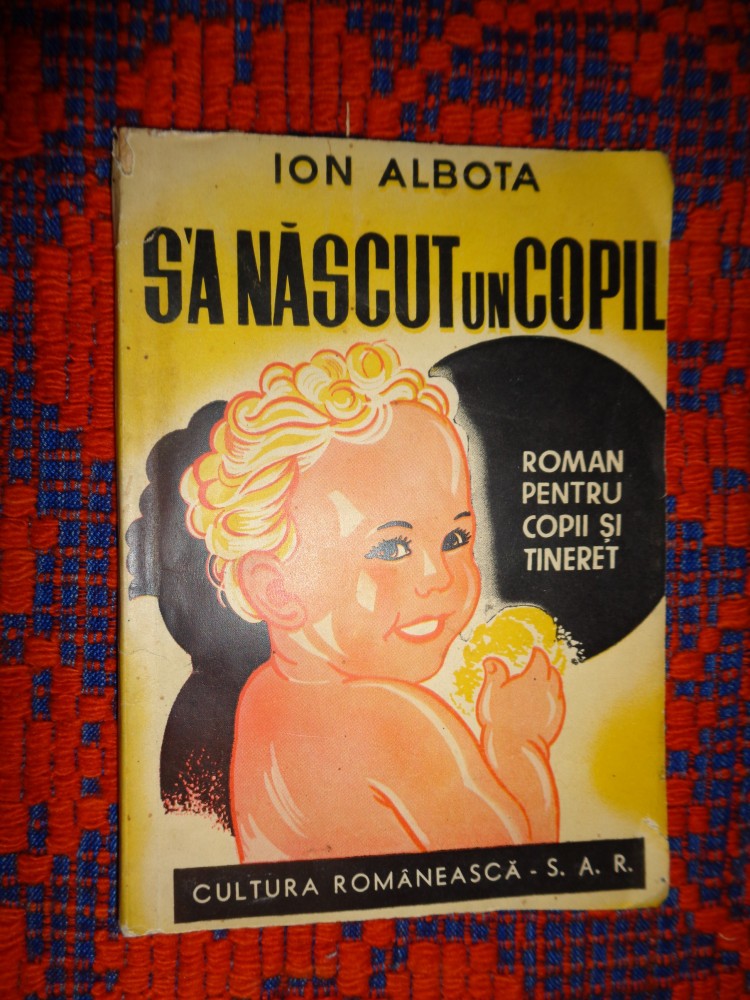 ION ALBOTA
S'A NĂSCUT UN COPIL
ROMAN
PENTRU
COPII ȘI
TINERET
CULTURA ROMÂNEASCĂ - S. A. R.